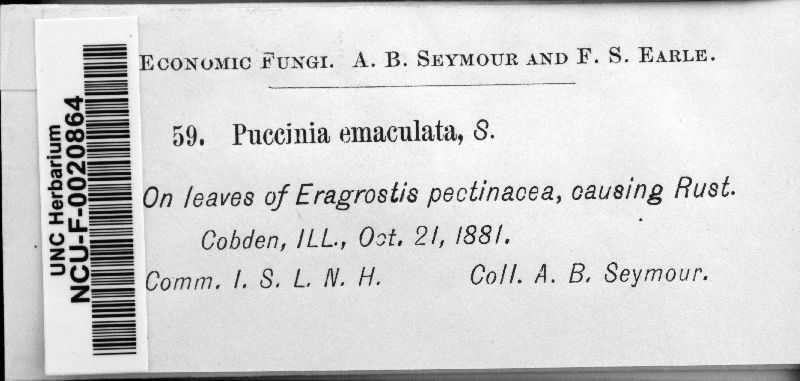 UNC Herbarium
NCU-F-0020864
ECONOMIC FUNGI. A. B. SEYMOUR AND F. S. EARLE.
59. Puccinia emaculata, S.
On leaves of Eragrostis pectinacea, causing Rust.
Cobden, ILL., Oct. 21, 1881.
Comm. I. S. L. N. H. Coll. A. B. Seymour.